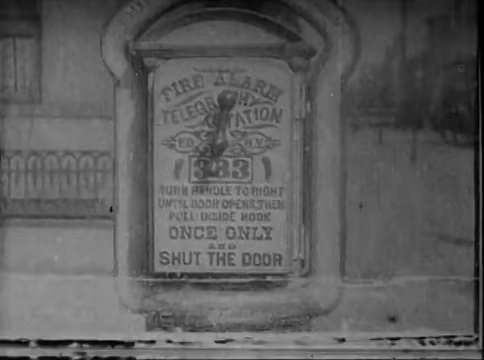 FIRE ALARM
TELEGRAPHY
STATION
F.D. N.Y.
383
TURN HANDLE TO RIGHT
UNTIL DOOR OPENS, THEN
PULL INSIDE HOOK
ONCE ONLY
AND
SHUT THE DOOR